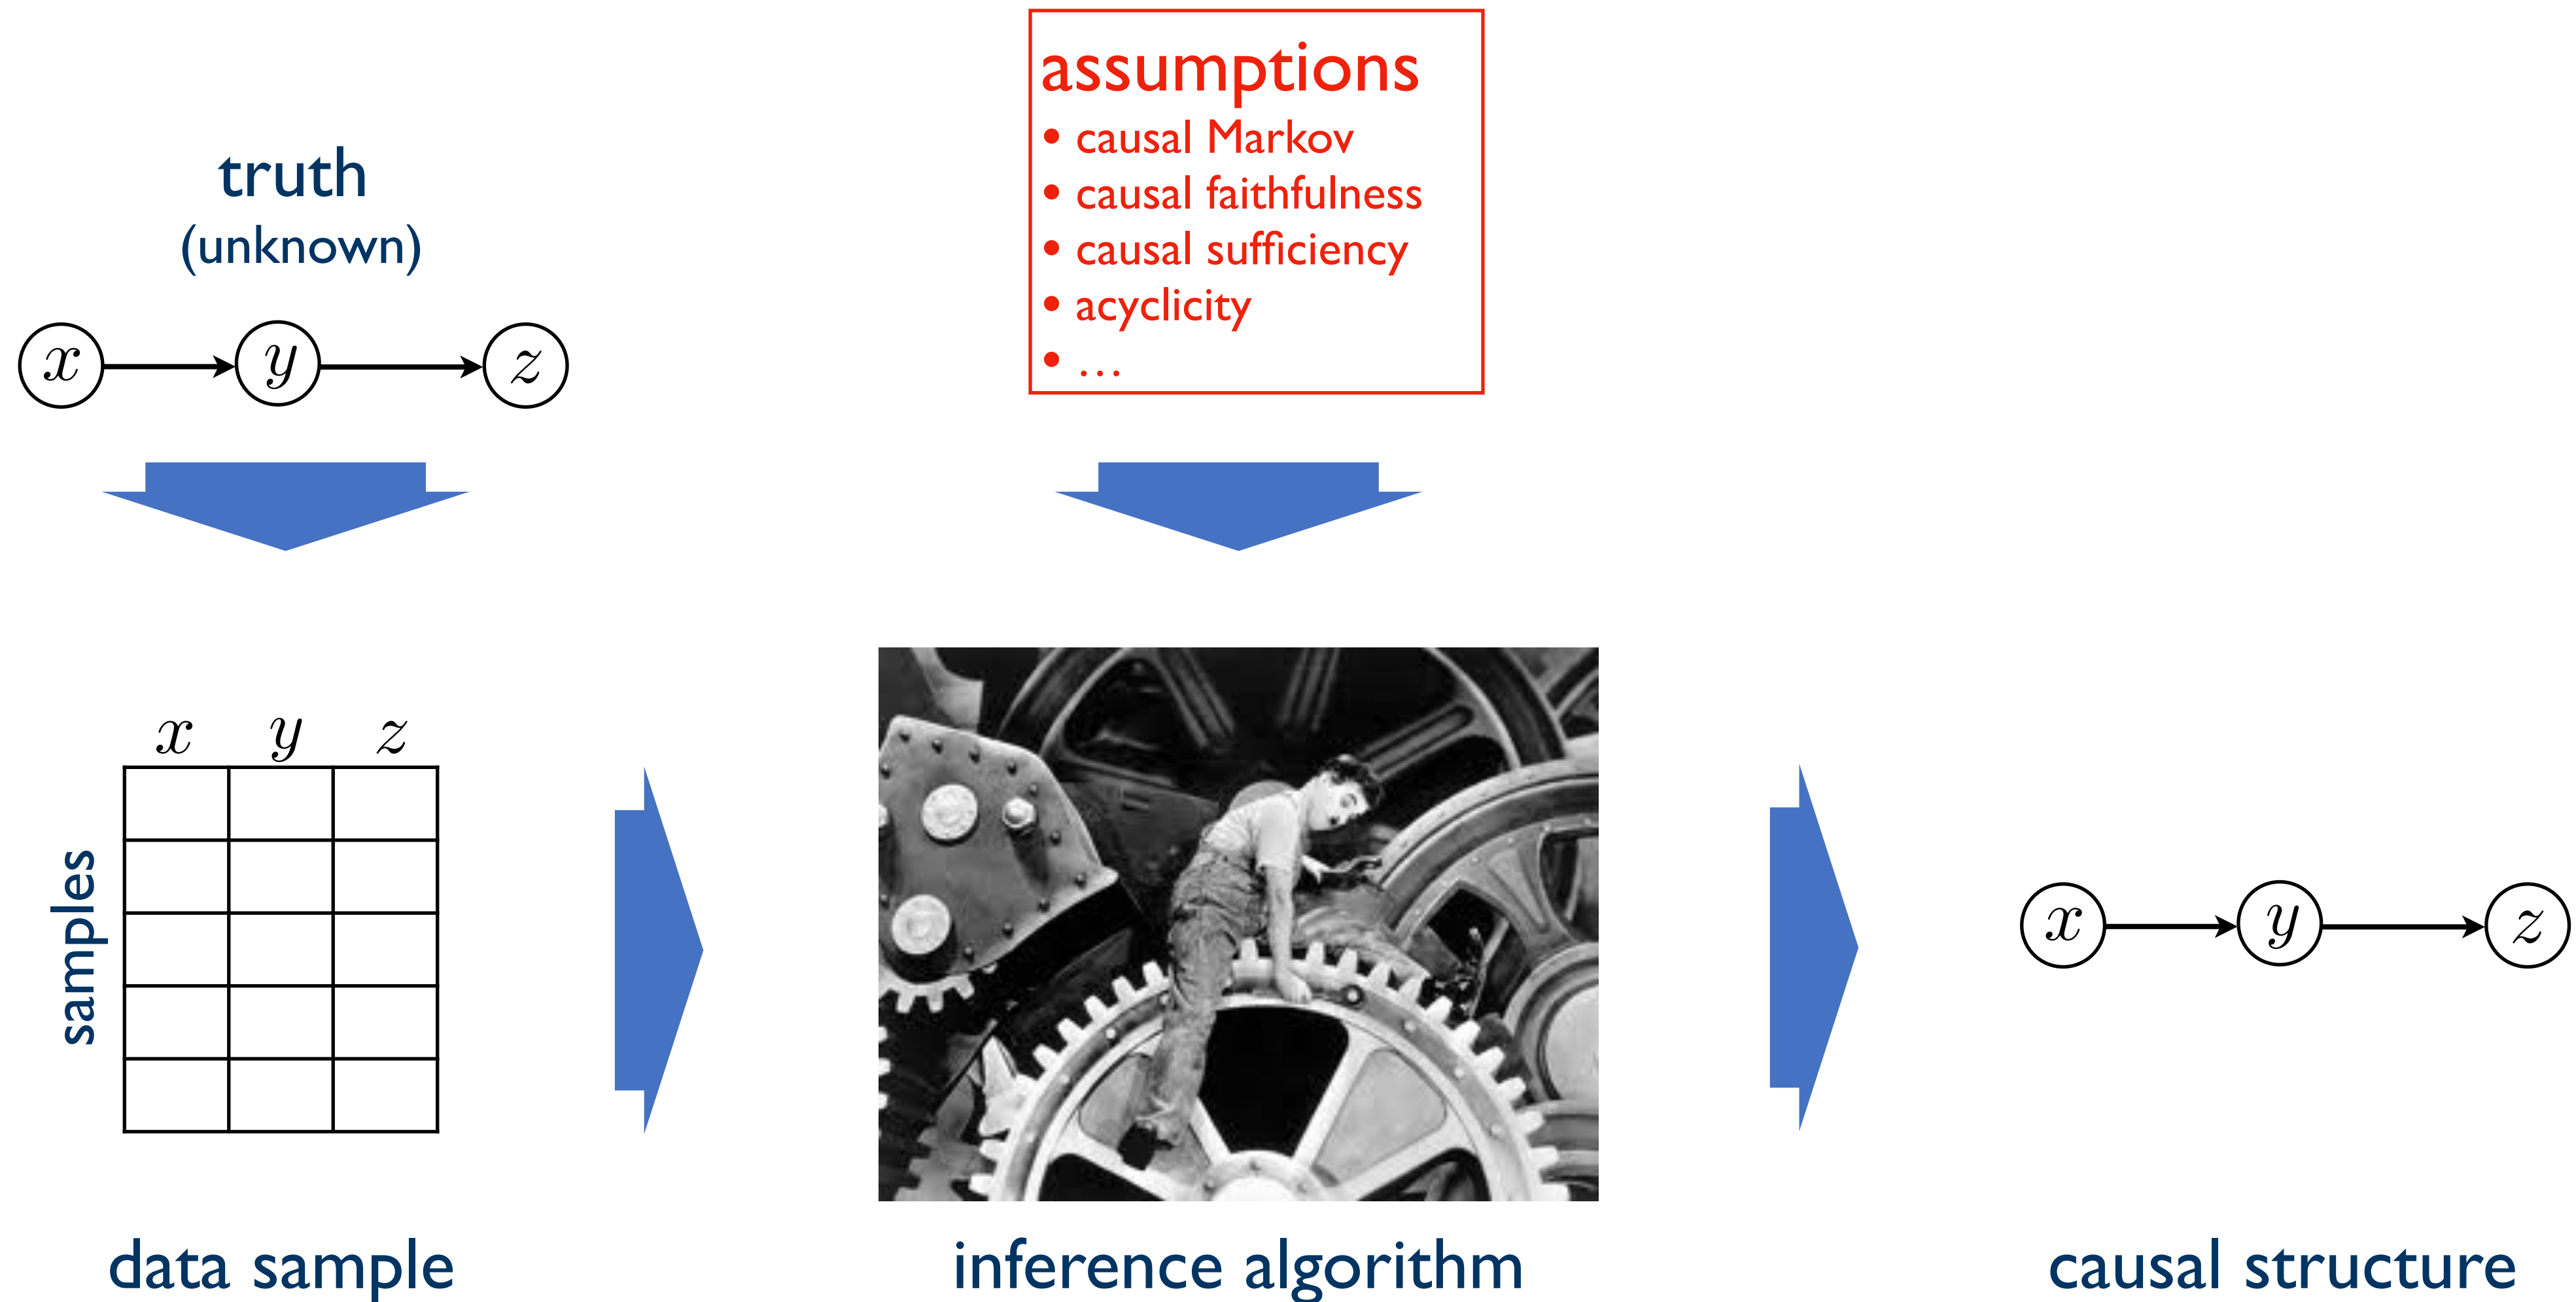 assumptions
• causal Markov
• causal faithfulness
• causal sufficiency
• acyclicity
• ...
truth
(unknown)
x y z
x y z
samples
x y z
data sample
inference algorithm
causal structure